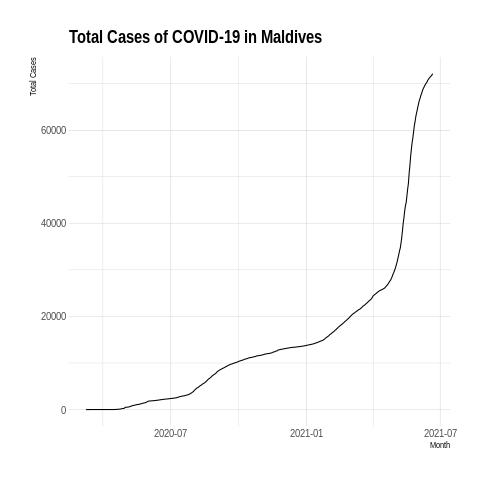 Total Cases of COVID-19 in Maldives
Total Cases
60000
40000
20000
0
2020-07
2021-01
2021-07
Month